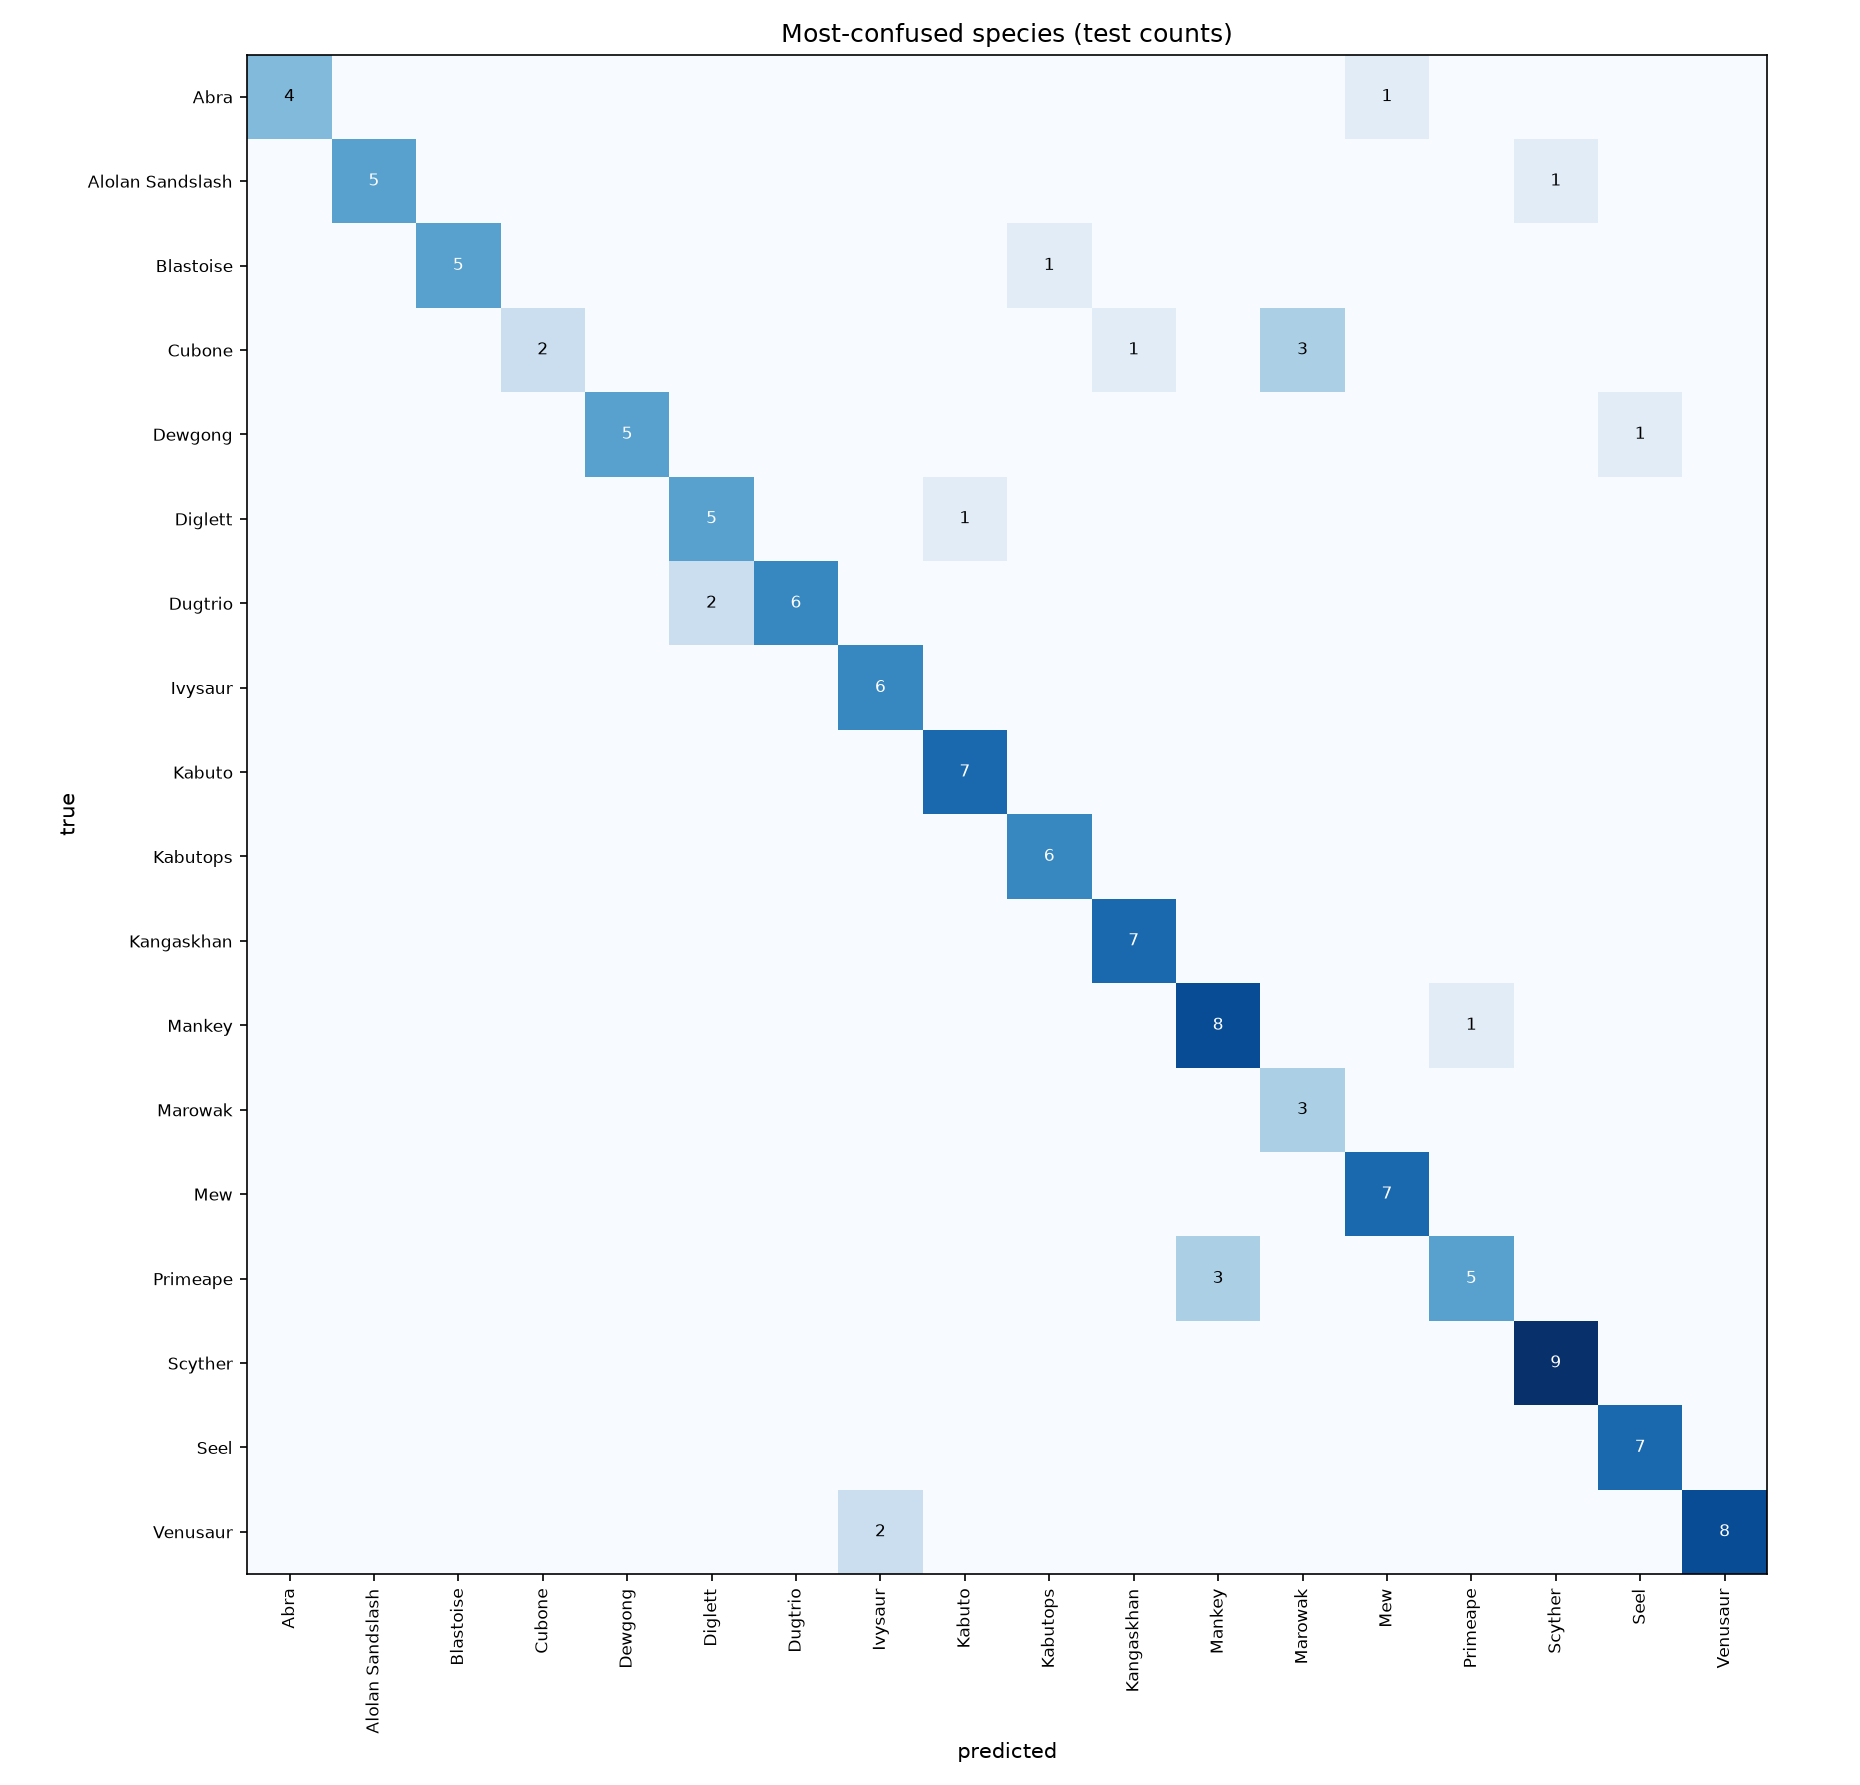 Most-confused species (test counts)
Abra 4 1
Alolan Sandslash 5 1
Blastoise 5 1
Cubone 2 1 3
Dewgong 5 1
Diglett 5 1
Dugtrio 2 6
Ivysaur 6
Kabuto 7
Kabutops 6
Kangaskhan 7
Mankey 8 1
Marowak 3
Mew 7
Primeape 3 5
Scyther 9
Seel 7
Venusaur 2 8
true
Abra
Alolan Sandslash
Blastoise
Cubone
Dewgong
Diglett
Dugtrio
Ivysaur
Kabuto
Kabutops
Kangaskhan
Mankey
Marowak
Mew
Primeape
Scyther
Seel
Venusaur
predicted